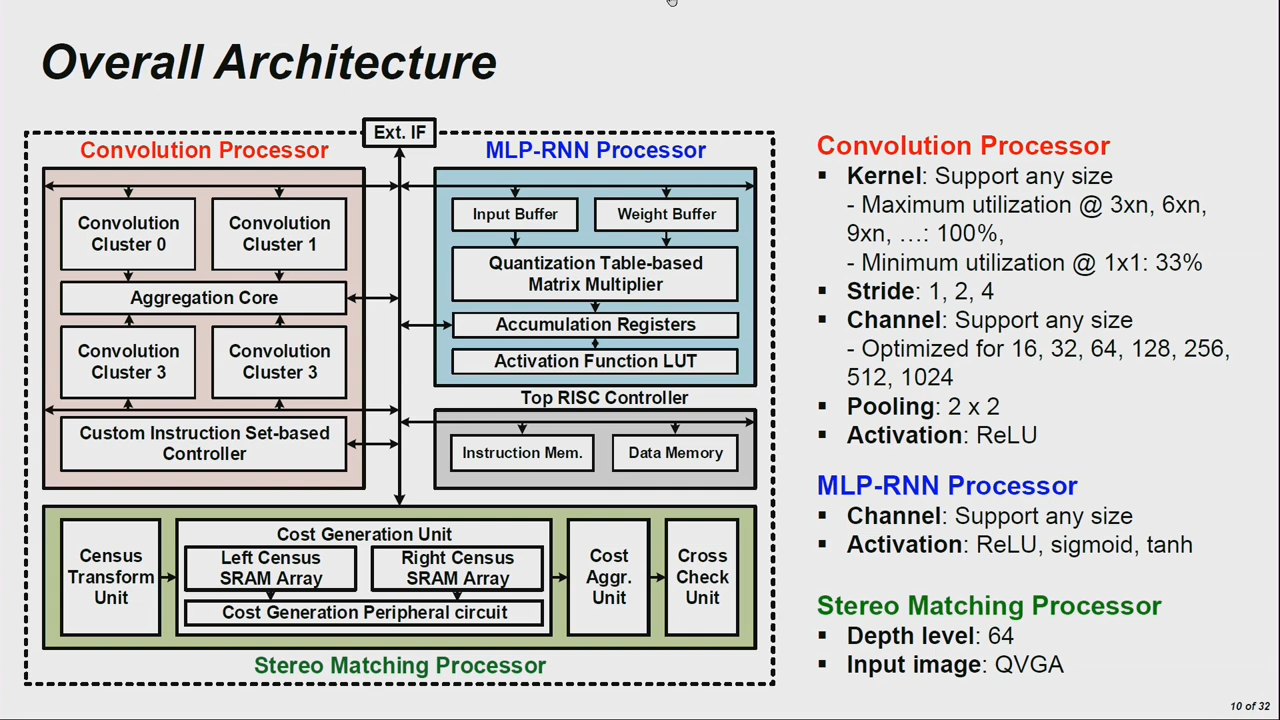 Overall Architecture
Ext. IF
Convolution Processor
Convolution
Cluster 0
Convolution
Cluster 1
Aggregation Core
Convolution
Cluster 3
Convolution
Cluster 3
Custom Instruction Set-based
Controller
MLP-RNN Processor
Input Buffer
Weight Buffer
Quantization Table-based
Matrix Multiplier
Accumulation Registers
Activation Function LUT
Top RISC Controller
Instruction Mem.
Data Memory
Census
Transform
Unit
Cost Generation Unit
Left Census
SRAM Array
Right Census
SRAM Array
Cost Generation Peripheral circuit
Cost
Aggr.
Unit
Cross
Check
Unit
Stereo Matching Processor
Convolution Processor
▪ Kernel: Support any size
- Maximum utilization @ 3xn, 6xn,
9xn, …: 100%,
- Minimum utilization @ 1x1: 33%
▪ Stride: 1, 2, 4
▪ Channel: Support any size
- Optimized for 16, 32, 64, 128, 256,
512, 1024
▪ Pooling: 2 x 2
▪ Activation: ReLU
MLP-RNN Processor
▪ Channel: Support any size
▪ Activation: ReLU, sigmoid, tanh
Stereo Matching Processor
▪ Depth level: 64
▪ Input image: QVGA
10 of 32